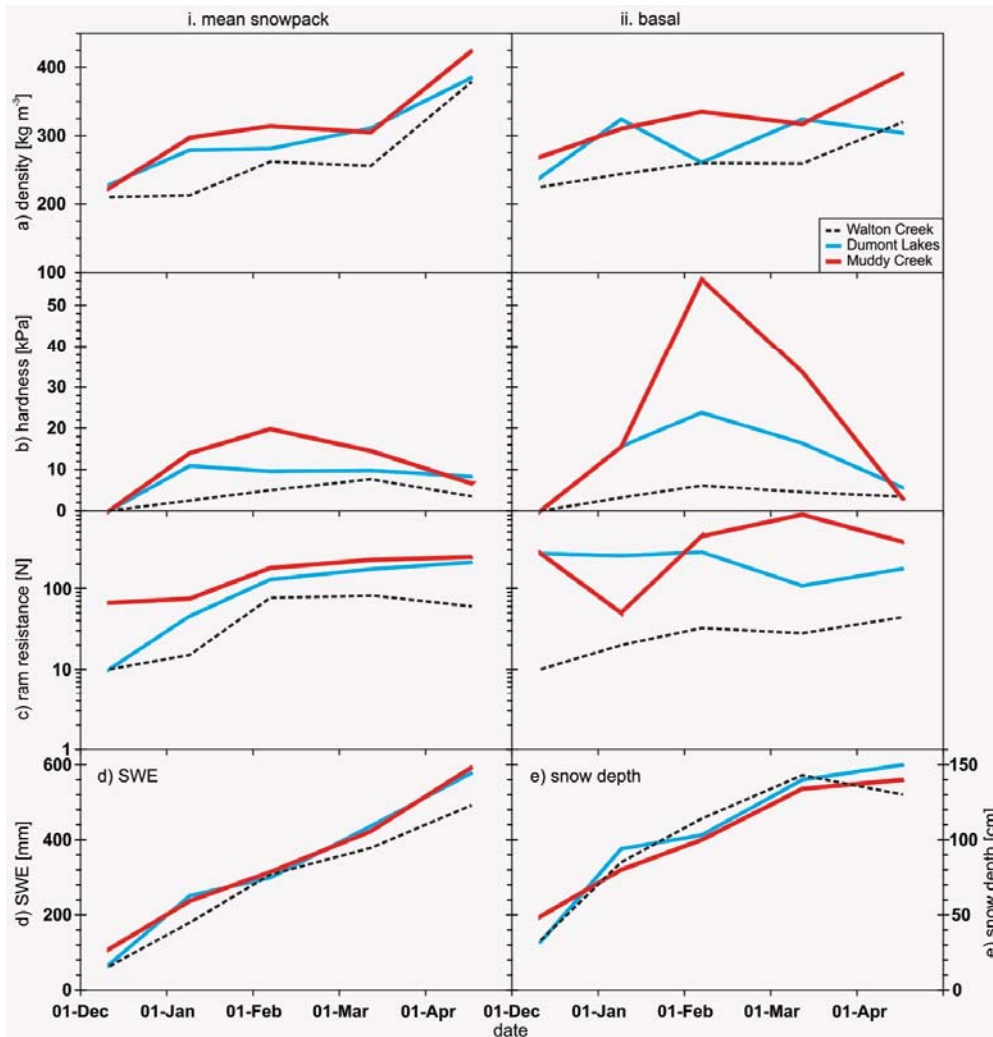 i. mean snowpack
ii. basal
a) density [kg m⁻³]
400
300
200
100
Walton Creek
Dumont Lakes
Muddy Creek
b) hardness [kPa]
50
40
30
20
10
0
c) ram resistance [N]
100
10
1
d) SWE
e) snow depth
d) SWE [mm]
600
400
200
0
150
100
50
0
e) snow depth [cm]
01-Dec
01-Jan
01-Feb
01-Mar
01-Apr
01-Dec
01-Jan
01-Feb
01-Mar
01-Apr
date